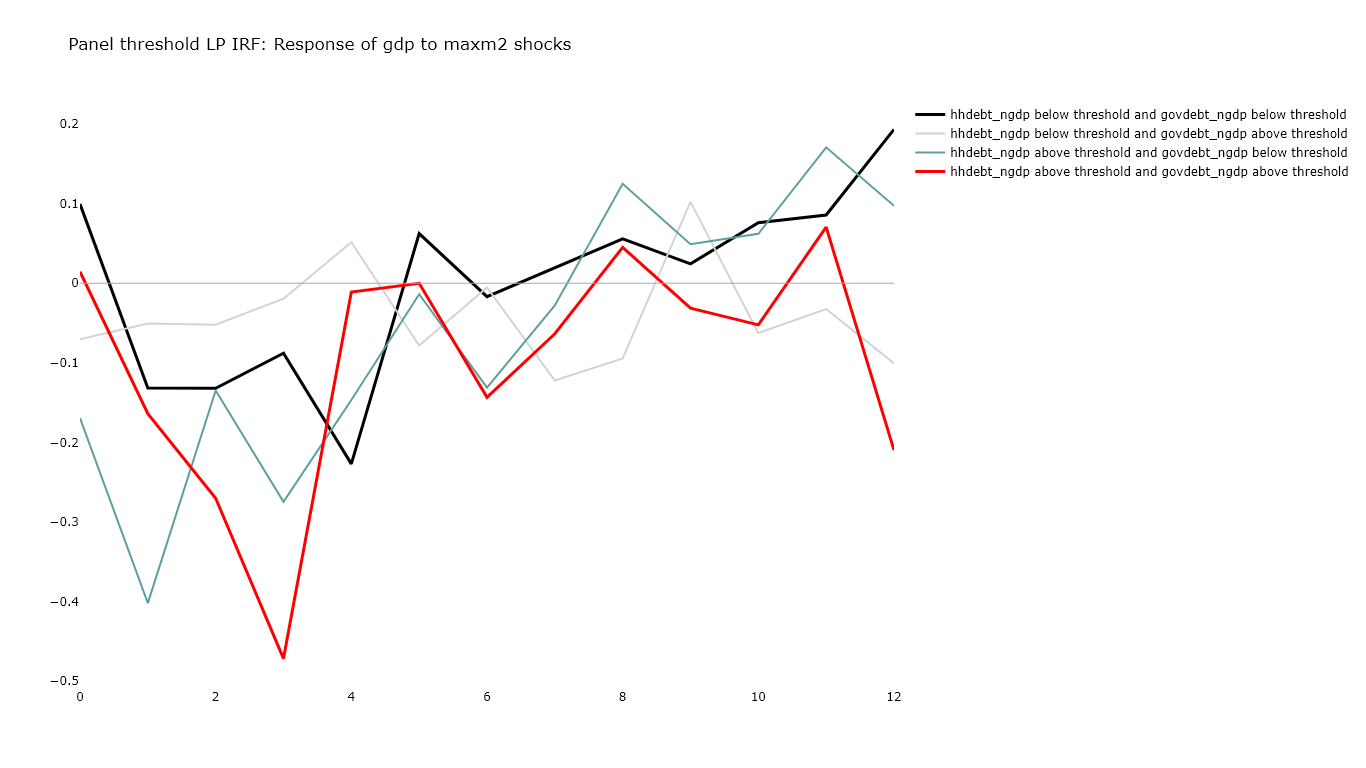 Panel threshold LP IRF: Response of gdp to maxm2 shocks
hhdebt_ngdp below threshold and govdebt_ngdp below threshold
hhdebt_ngdp below threshold and govdebt_ngdp above threshold
hhdebt_ngdp above threshold and govdebt_ngdp below threshold
hhdebt_ngdp above threshold and govdebt_ngdp above threshold
0.2
0.1
0
−0.1
−0.2
−0.3
−0.4
−0.5
0 2 4 6 8 10 12